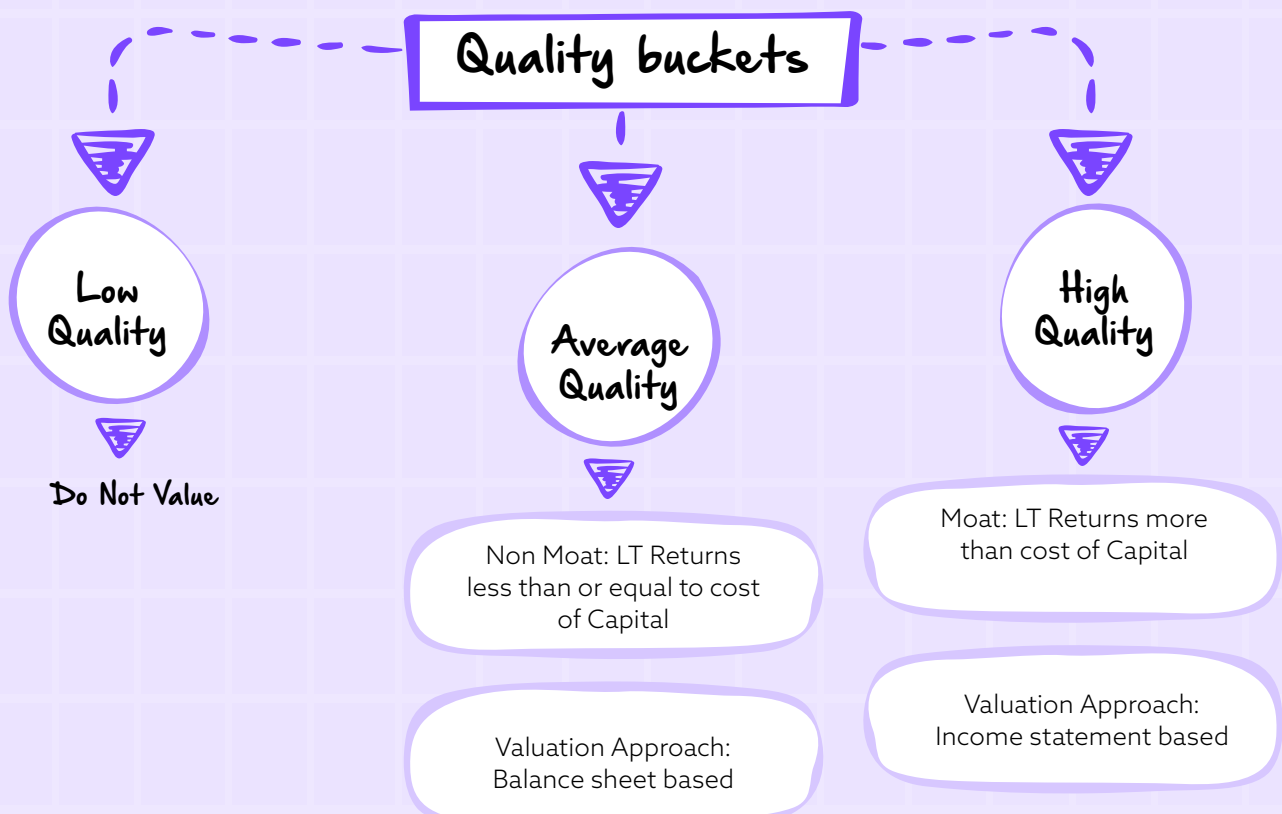 Quality buckets
Low
Quality
Do Not Value
Average
Quality
Non Moat: LT Returns
less than or equal to cost
of Capital
Valuation Approach:
Balance sheet based
High
Quality
Moat: LT Returns more
than cost of Capital
Valuation Approach:
Income statement based